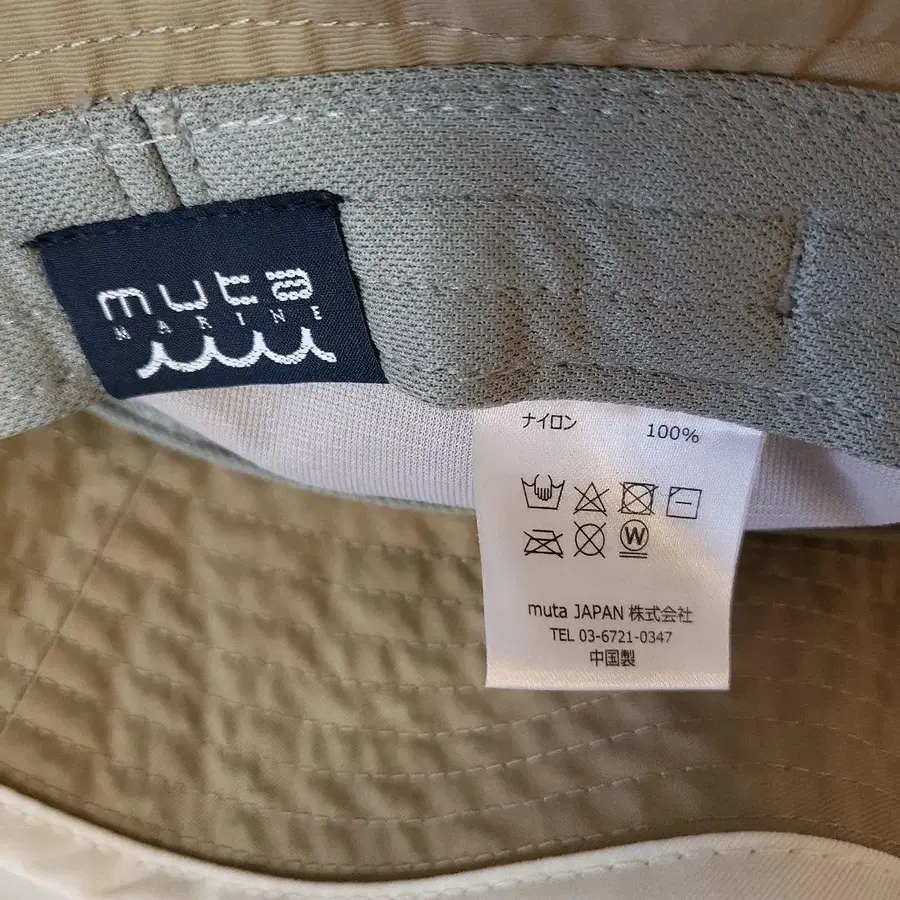 muta
MARINE
ナイロン 100%
W
muta JAPAN 株式会社
TEL 03-6721-0347
中国製